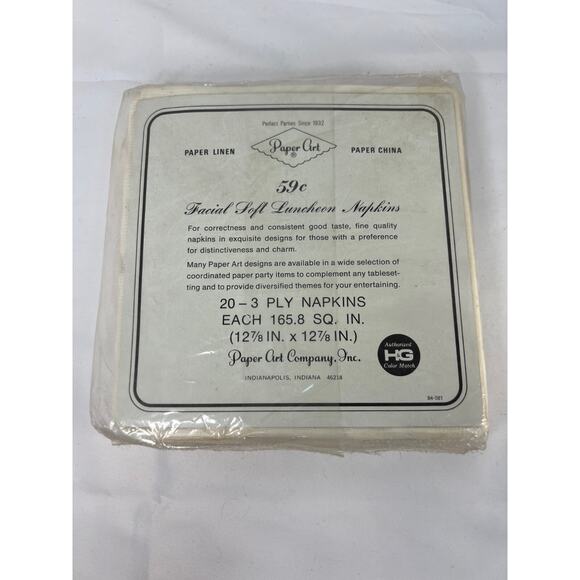 Perfect Parties Since 1932
PAPER LINEN Paper Art ® PAPER CHINA
59c
Facial Soft Luncheon Napkins
For correctness and consistent good taste, fine quality
napkins in exquisite designs for those with a preference
for distinctiveness and charm.
Many Paper Art designs are available in a wide selection of
coordinated paper party items to complement any tableset-
ting and to provide diversified themes for your entertaining.
20 – 3 PLY NAPKINS
EACH 165.8 SQ. IN.
(12⅞ IN. x 12⅞ IN.)
Paper Art Company, Inc.
INDIANAPOLIS, INDIANA 46218
Authorized
HG
Color Match
94-081